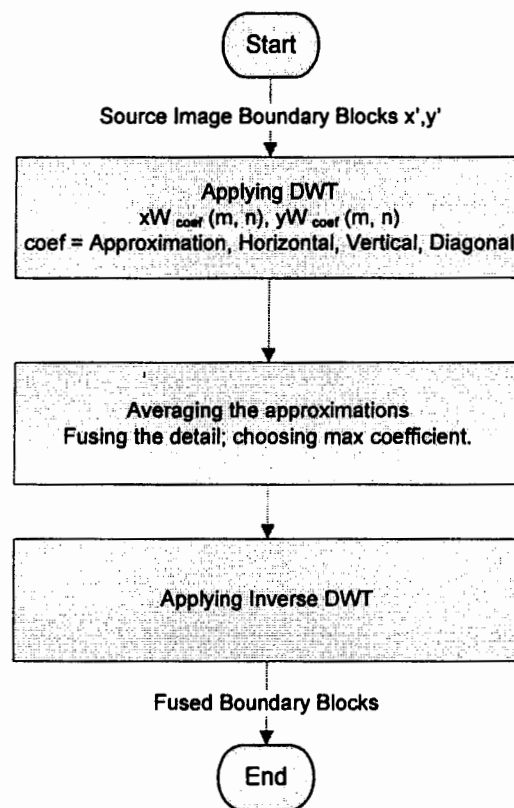 Start
Source Image Boundary Blocks x',y'
Applying DWT
xW coef (m, n), yW coef (m, n)
coef = Approximation, Horizontal, Vertical, Diagonal
Averaging the approximations
Fusing the detail; choosing max coefficient.
Applying Inverse DWT
Fused Boundary Blocks
End